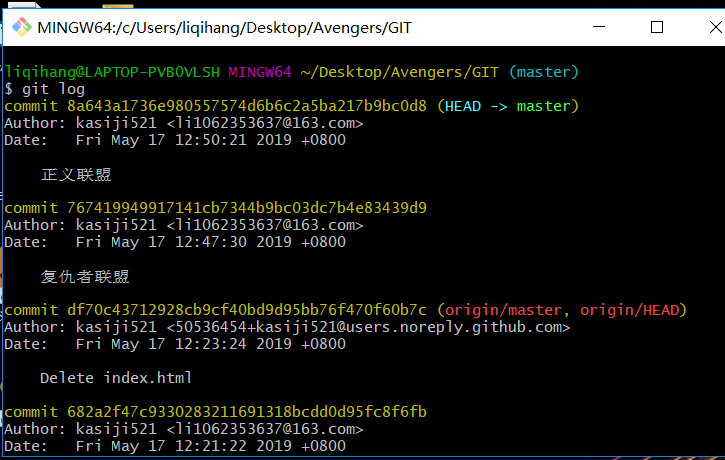 MINGW64:/c/Users/liqihang/Desktop/Avengers/GIT
liqihang@LAPTOP-PVBOVLSH MINGW64 ~/Desktop/Avengers/GIT (master)
$ git log
commit 8a643a1736e980557574d6b6c2a5ba217b9bc0d8 (HEAD -> master)
Author: kasiji521 <li1062353637@163.com>
Date:   Fri May 17 12:50:21 2019 +0800
正义联盟
commit 767419949917141cb7344b9bc03dc7b4e83439d9
Author: kasiji521 <li1062353637@163.com>
Date:   Fri May 17 12:47:30 2019 +0800
复仇者联盟
commit df70c43712928cb9cf40bd9d95bb76f470f60b7c (origin/master, origin/HEAD)
Author: kasiji521 <50536454+kasiji521@users.noreply.github.com>
Date:   Fri May 17 12:23:24 2019 +0800
Delete index.html
commit 682a2f47c9330283211691318bcdd0d95fc8f6fb
Author: kasiji521 <li1062353637@163.com>
Date:   Fri May 17 12:21:22 2019 +0800